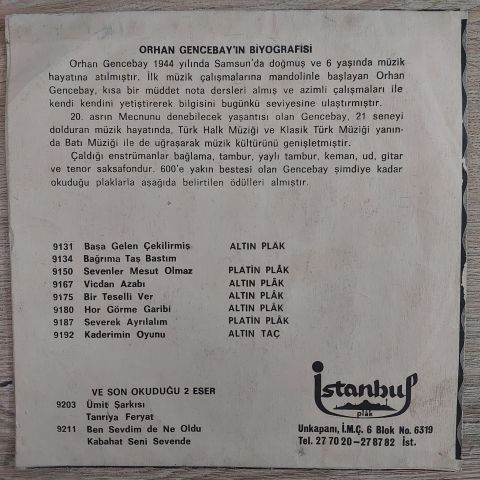 ORHAN GENCEBAY'IN BİYOGRAFİSİ
Orhan Gencebay 1944 yılında Samsun'da doğmuş ve 6 yaşında müzik
hayatına atılmıştır. İlk müzik çalışmalarına mandolinle başlayan Orhan
Gencebay, kısa bir müddet nota dersleri almış ve azimli çalışmaları ile
kendi kendini yetiştirerek bilgisini bugünkü seviyesine ulaştırmıştır.
20. asrın Mecnunu denebilecek yaşantısı olan Gencebay, 21 seneyi
dolduran müzik hayatında, Türk Halk Müziği ve Klasik Türk Müziği yanın-
da Batı Müziği ile de uğraşarak müzik kültürünü genişletmiştir.
Çaldığı enstrümanlar bağlama, tambur, yaylı tambur, keman, ud, gitar
ve tenor saksafondur. 600'e yakın bestesi olan Gencebay şimdiye kadar
okuduğu plaklarla aşağıda belirtilen ödülleri almıştır.
9131 Başa Gelen Çekilirmiş ALTIN PLÂK
9134 Bağrıma Taş Bastım
9150 Sevenler Mesut Olmaz PLATİN PLÂK
9167 Vicdan Azabı ALTIN PLÂK
9175 Bir Teselli Ver ALTIN PLÂK
9180 Hor Görme Garibi ALTIN PLÂK
9187 Severek Ayrılalım PLATİN PLÂK
9192 Kaderimin Oyunu ALTIN TAÇ
VE SON OKUDUĞU 2 ESER
9203 Ümit Şarkısı
Tanrıya Feryat
9211 Ben Sevdim de Ne Oldu
Kabahat Seni Sevende
istanbul
plâk
Unkapanı, İ.M.Ç. 6 Blok No. 6319
Tel. 27 70 20 - 27 87 82 İst.